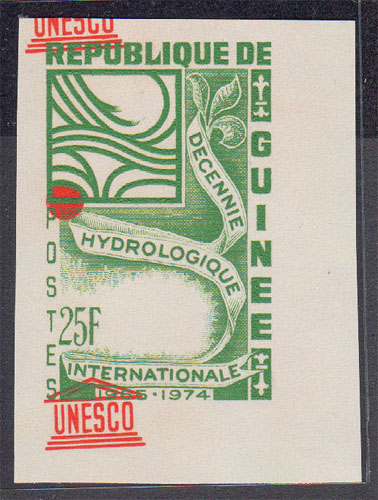 UNESCO
REPUBLIQUE DE
GUINEE
DECENNIE
HYDROLOGIQUE
INTERNATIONALE
1965-1974
POSTES
25F
UNESCO